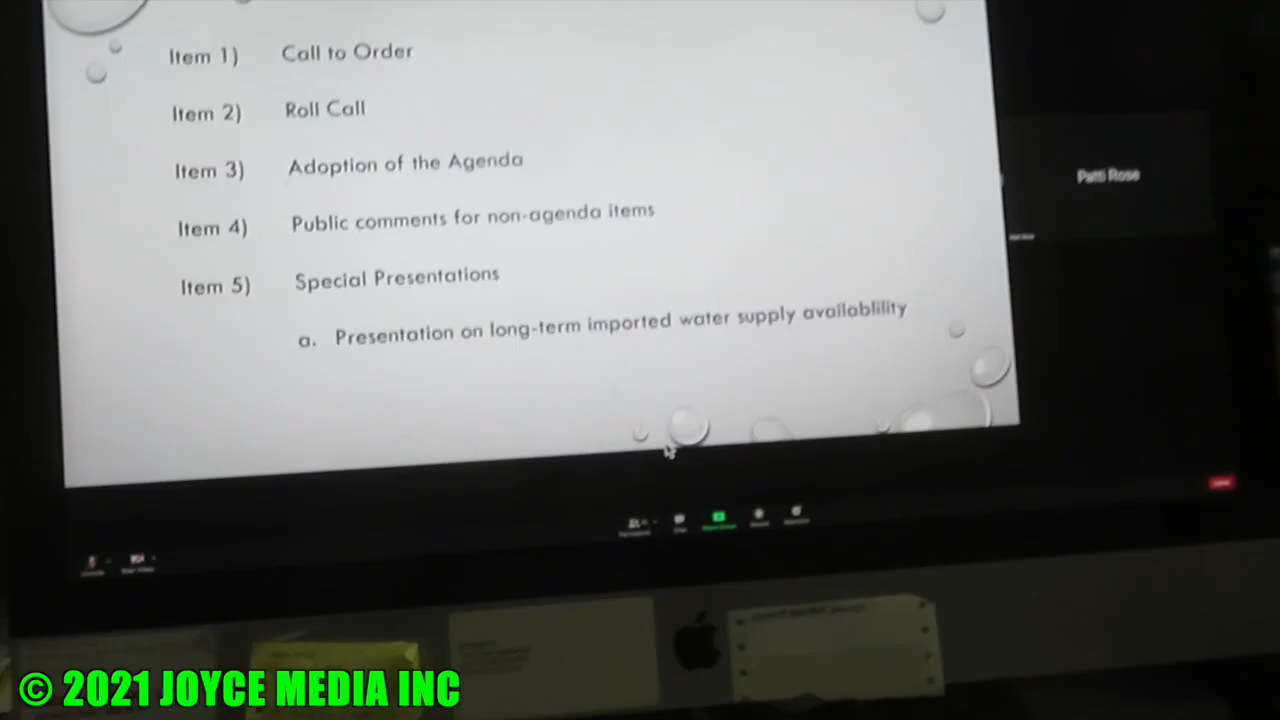 Item 1) Call to Order
Item 2) Roll Call
Item 3) Adoption of the Agenda
Item 4) Public comments for non-agenda items
Item 5) Special Presentations
a. Presentation on long-term imported water supply availablility
Patti Rose
© 2021 JOYCE MEDIA INC